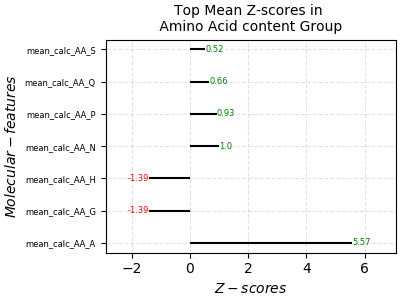 Top Mean Z-scores in
Amino Acid content Group
Molecular − features
mean_calc_AA_S
0.52
mean_calc_AA_Q
0.66
mean_calc_AA_P
0.93
mean_calc_AA_N
1.0
mean_calc_AA_H
-1.39
mean_calc_AA_G
-1.39
mean_calc_AA_A
5.57
−2 0 2 4 6
Z − scores